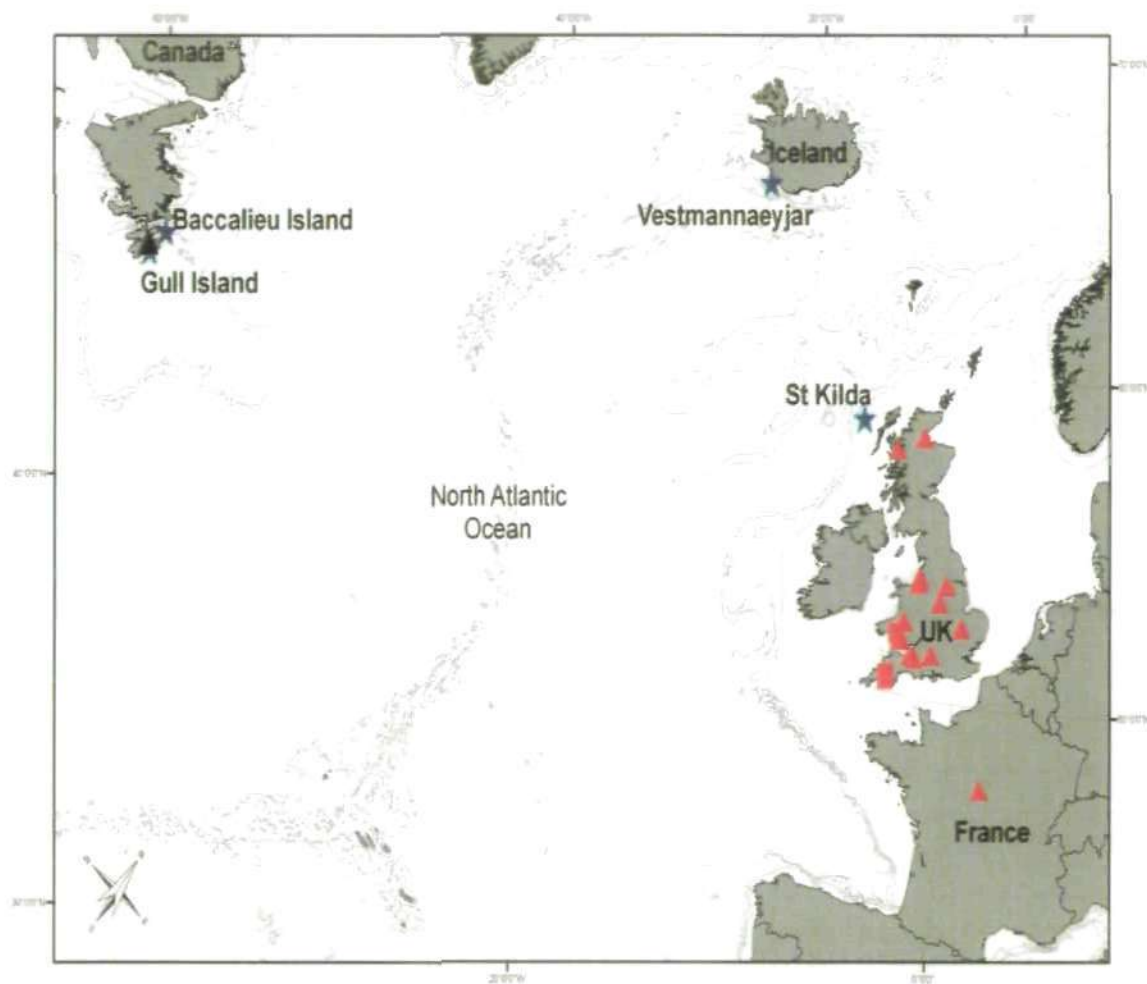 Canada
Iceland
Baccalieu Island
Vestmannaeyjar
Gull Island
St Kilda
North Atlantic
Ocean
UK
France